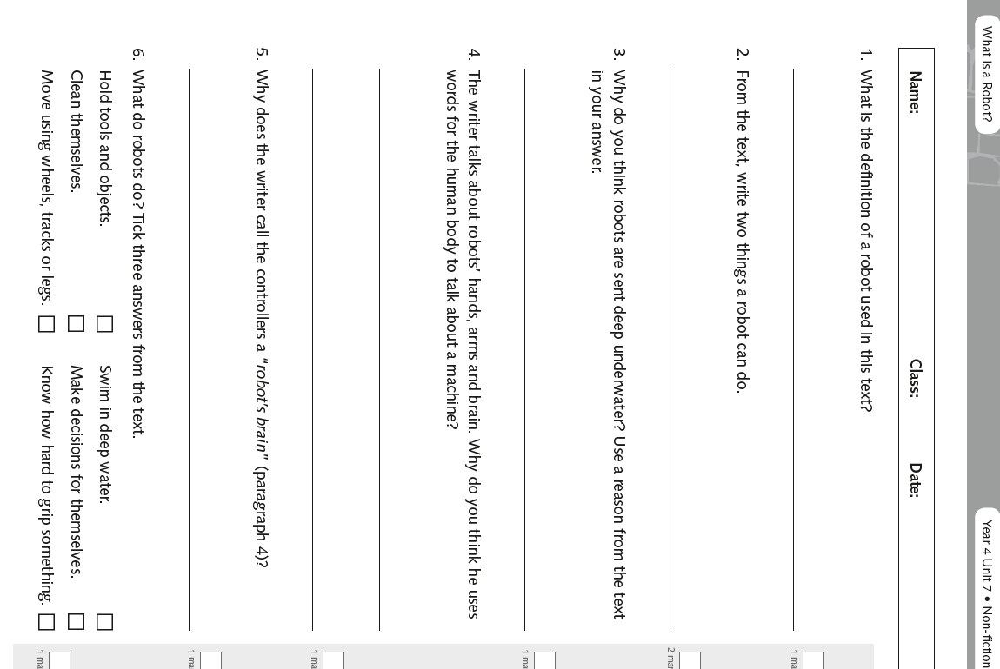 What is a Robot?
Year 4 Unit 7 • Non-fiction
Name: Class: Date:
1. What is the definition of a robot used in this text?
1 ma
2. From the text, write two things a robot can do.
2 mar
3. Why do you think robots are sent deep underwater? Use a reason from the text
in your answer.
1 ma
4. The writer talks about robots’ hands, arms and brain. Why do you think he uses
words for the human body to talk about a machine?
1 ma
5. Why does the writer call the controllers a “robot’s brain” (paragraph 4)?
1 ma
6. What do robots do? Tick three answers from the text.
Hold tools and objects. Swim in deep water.
Clean themselves. Make decisions for themselves.
Move using wheels, tracks or legs. Know how hard to grip something.
1 ma